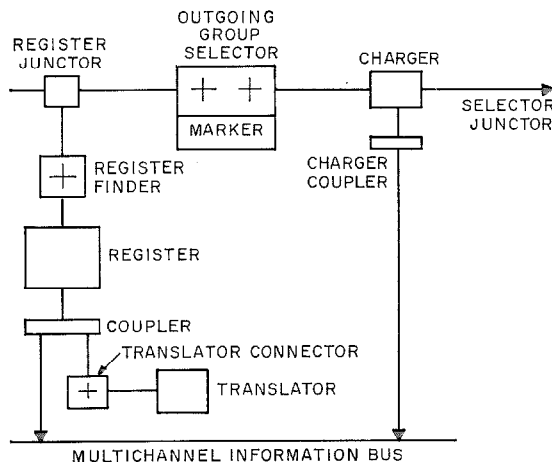 OUTGOING
GROUP
SELECTOR
REGISTER
JUNCTOR
CHARGER
SELECTOR
JUNCTOR
MARKER
REGISTER
FINDER
CHARGER
COUPLER
REGISTER
COUPLER
TRANSLATOR CONNECTOR
TRANSLATOR
MULTICHANNEL INFORMATION BUS